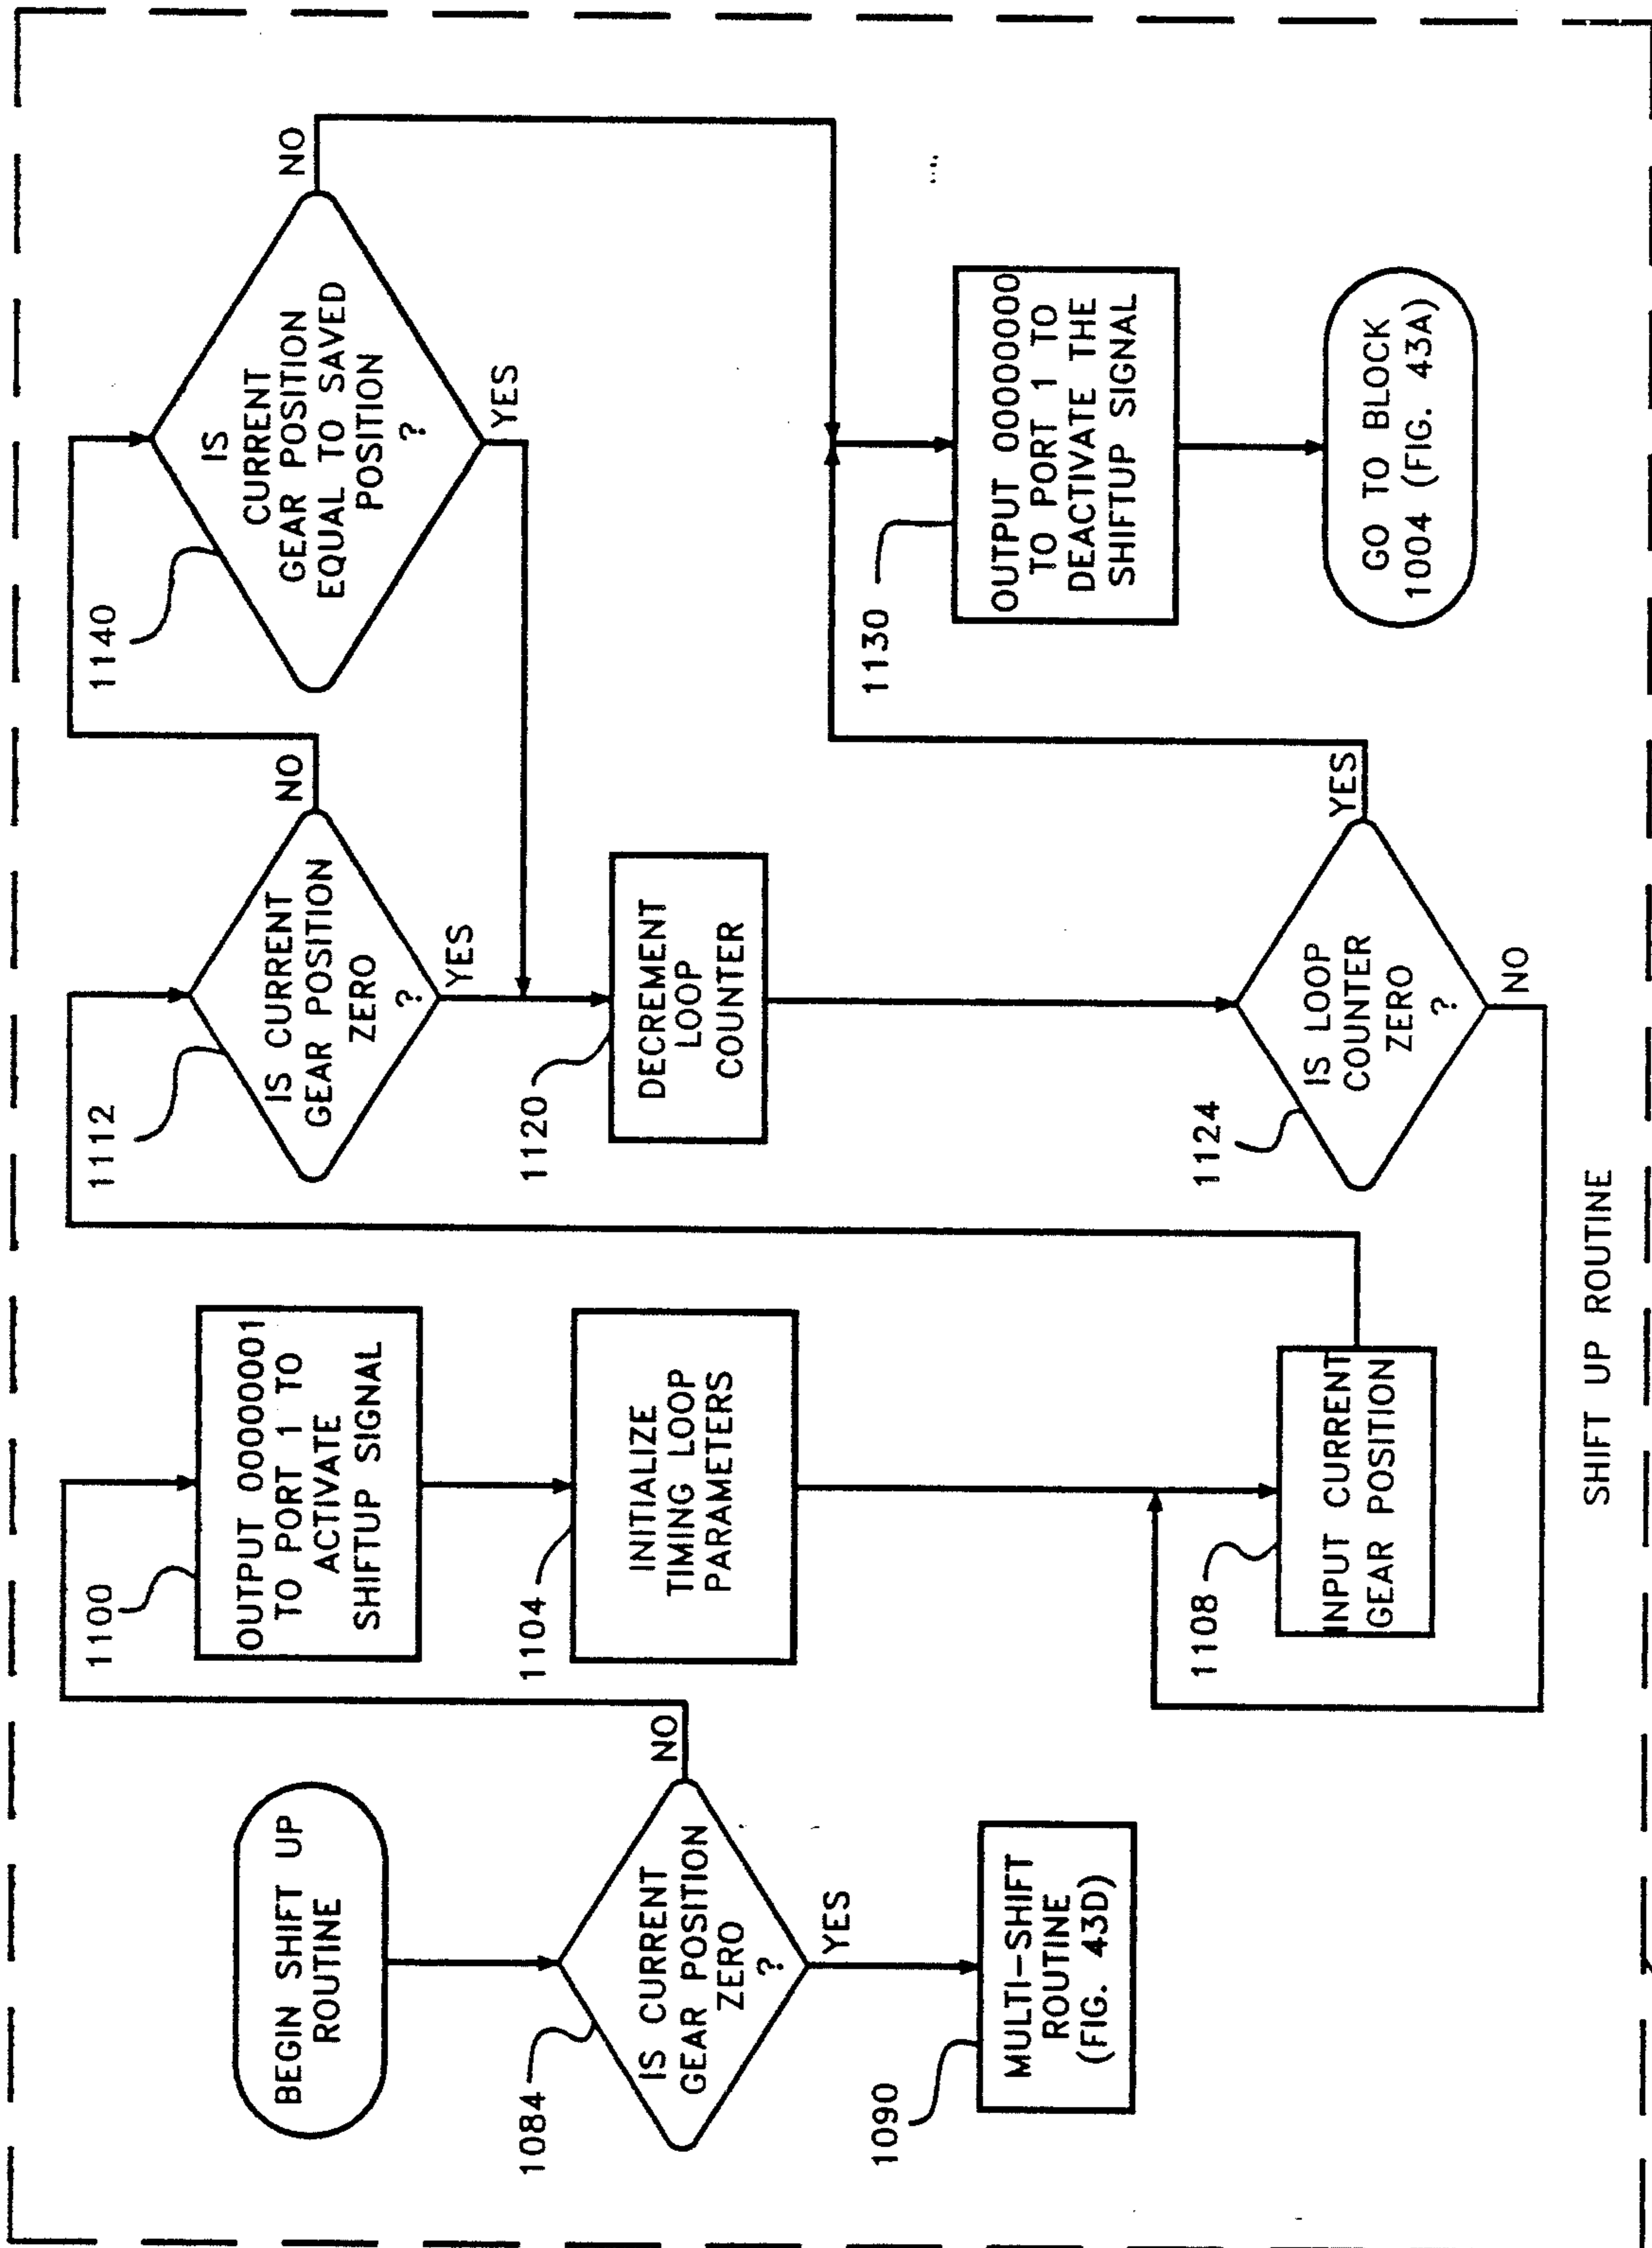 BEGIN SHIFT UP
ROUTINE
1084
IS CURRENT
GEAR POSITION
ZERO
?
NO
YES
1090
MULTI-SHIFT
ROUTINE
(FIG. 43D)
1100
OUTPUT 00000001
TO PORT 1 TO
ACTIVATE
SHIFTUP SIGNAL
1104
INITIALIZE
TIMING LOOP
PARAMETERS
1108
INPUT CURRENT
GEAR POSITION
1112
IS CURRENT
GEAR POSITION
ZERO
?
NO
YES
1120
DECREMENT
LOOP
COUNTER
1124
IS LOOP
COUNTER
ZERO
?
YES
NO
1140
IS
CURRENT
GEAR POSITION
EQUAL TO SAVED
POSITION
?
NO
YES
1130
OUTPUT 00000000
TO PORT 1 TO
DEACTIVATE THE
SHIFTUP SIGNAL
GO TO BLOCK
1004 (FIG. 43A)
SHIFT UP ROUTINE